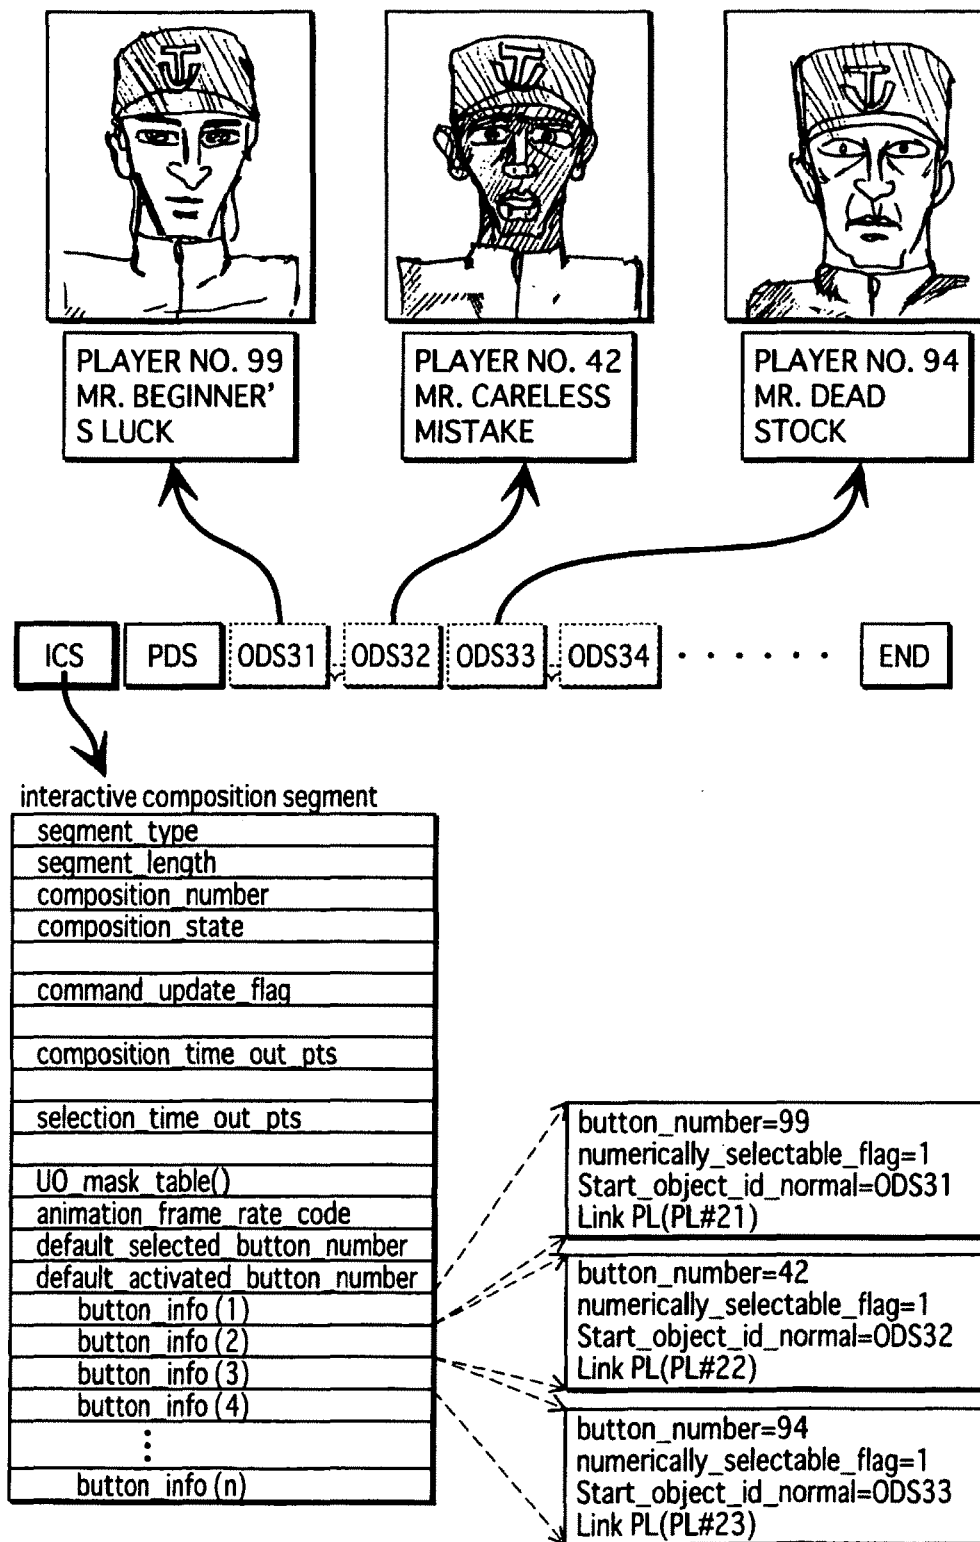 PLAYER NO. 99
MR. BEGINNER'
S LUCK
PLAYER NO. 42
MR. CARELESS
MISTAKE
PLAYER NO. 94
MR. DEAD
STOCK
ICS
PDS
ODS31
ODS32
ODS33
ODS34
. . . . . . .
END
interactive composition segment
segment_type
segment_length
composition_number
composition_state
command_update_flag
composition_time_out_pts
selection_time_out_pts
UO_mask_table()
animation_frame_rate_code
default_selected_button_number
default_activated_button_number
button_info (1)
button_info (2)
button_info (3)
button_info (4)
button_info (n)
button_number=99
numerically_selectable_flag=1
Start_object_id_normal=ODS31
Link PL(PL#21)
button_number=42
numerically_selectable_flag=1
Start_object_id_normal=ODS32
Link PL(PL#22)
button_number=94
numerically_selectable_flag=1
Start_object_id_normal=ODS33
Link PL(PL#23)